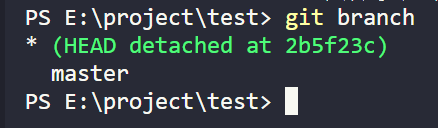 PS E:\project\test> git branch
* (HEAD detached at 2b5f23c)
  master
PS E:\project\test>